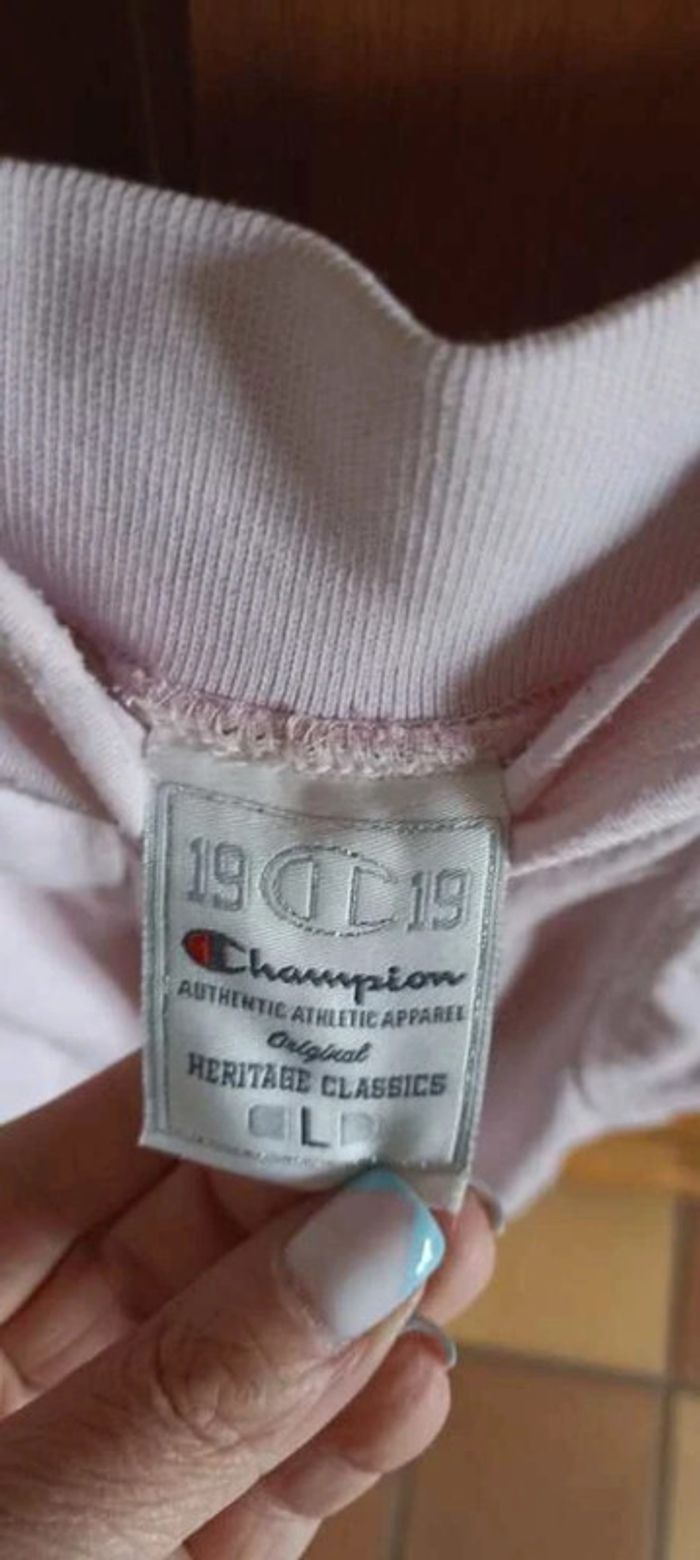 19 19
Champion
AUTHENTIC ATHLETIC APPAREL
Original
HERITAGE CLASSICS
L